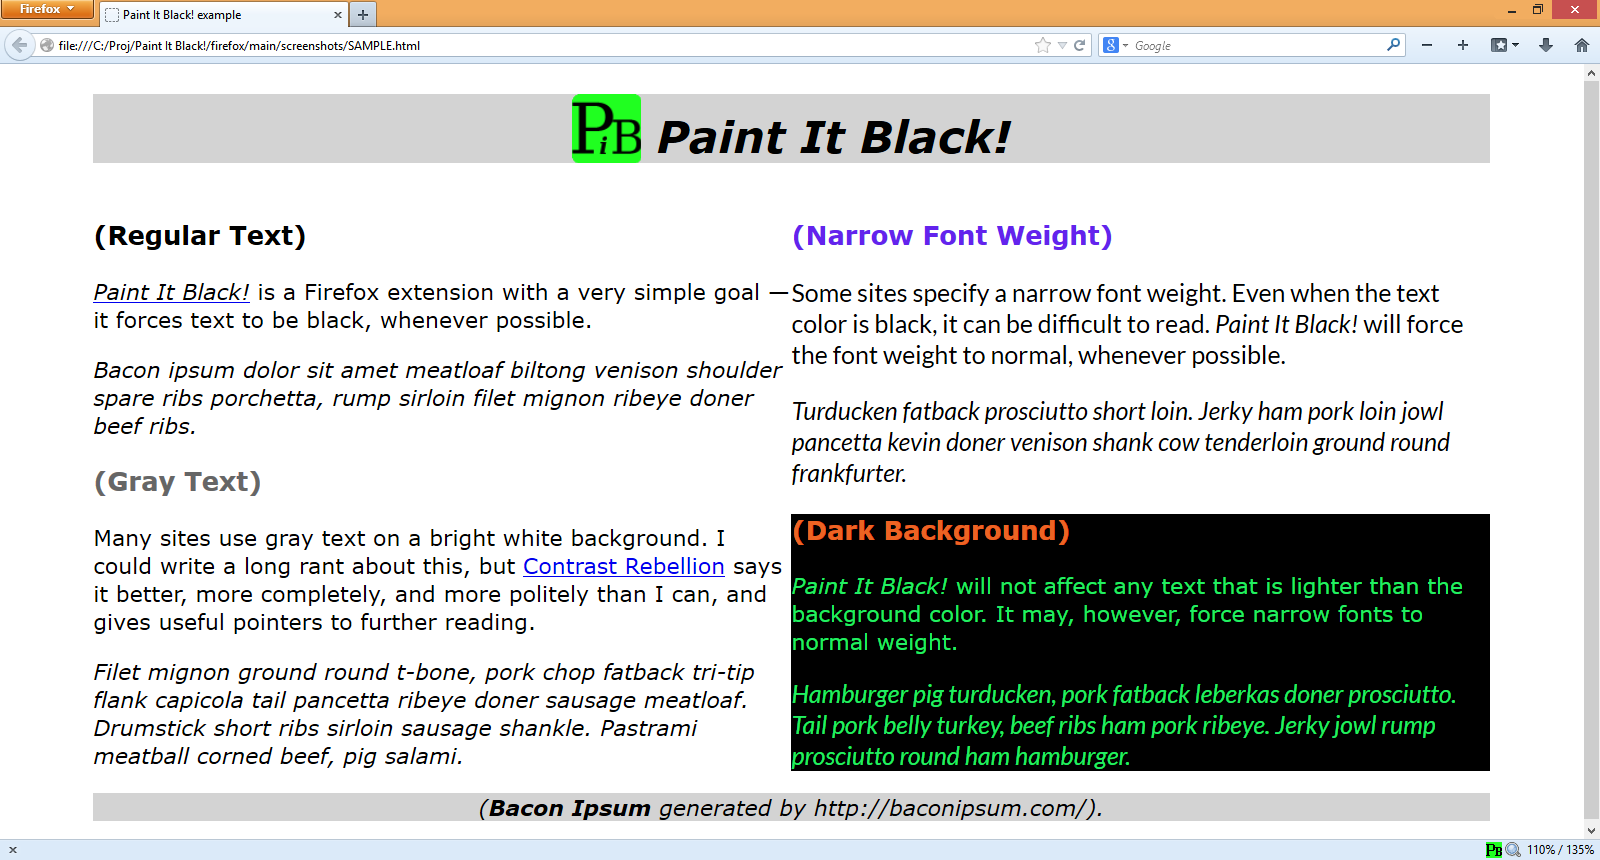 Firefox
Paint It Black! example
file:///C:/Proj/Paint It Black!/firefox/main/screenshots/SAMPLE.html
8
Google
PiB Paint It Black!
(Regular Text)
Paint It Black! is a Firefox extension with a very simple goal —
it forces text to be black, whenever possible.
Bacon ipsum dolor sit amet meatloaf biltong venison shoulder
spare ribs porchetta, rump sirloin filet mignon ribeye doner
beef ribs.
(Gray Text)
Many sites use gray text on a bright white background. I
could write a long rant about this, but Contrast Rebellion says
it better, more completely, and more politely than I can, and
gives useful pointers to further reading.
Filet mignon ground round t-bone, pork chop fatback tri-tip
flank capicola tail pancetta ribeye doner sausage meatloaf.
Drumstick short ribs sirloin sausage shankle. Pastrami
meatball corned beef, pig salami.
(Narrow Font Weight)
Some sites specify a narrow font weight. Even when the text
color is black, it can be difficult to read. Paint It Black! will force
the font weight to normal, whenever possible.
Turducken fatback prosciutto short loin. Jerky ham pork loin jowl
pancetta kevin doner venison shank cow tenderloin ground round
frankfurter.
(Dark Background)
Paint It Black! will not affect any text that is lighter than the
background color. It may, however, force narrow fonts to
normal weight.
Hamburger pig turducken, pork fatback leberkas doner prosciutto.
Tail pork belly turkey, beef ribs ham pork ribeye. Jerky jowl rump
prosciutto round ham hamburger.
(Bacon Ipsum generated by http://baconipsum.com/).
PiB 110% / 135%